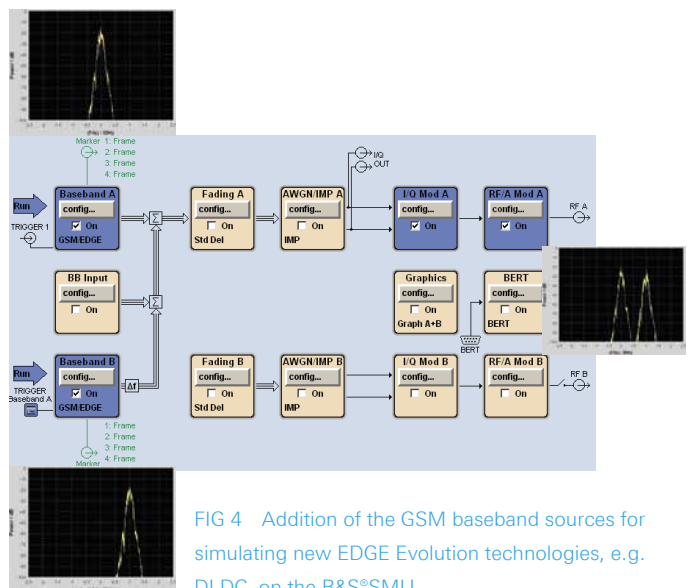 Marker 1: Frame
2: Frame
3: Frame
4: Frame
I/Q
OUT
Run
Baseband A
config...
On
GSM/EDGE
TRIGGER 1
Fading A
config...
On
Std Del
AWGN/IMP A
config...
On
IMP
I/Q Mod A
config...
On
RF/A Mod A
config...
On
RF A
BB Input
config...
On
Graphics
config...
On
Graph A+B
BERT
config...
On
BERT
BERT
Run
Baseband B
config...
On
GSM/EDGE
TRIGGER
Baseband A
Δf
Σ
Σ
Fading B
config...
On
Std Del
AWGN/IMP B
config...
On
IMP
I/Q Mod B
config...
On
RF/A Mod B
config...
On
RF B
1: Frame
2: Frame
3: Frame
Marker 4: Frame
FIG 4 Addition of the GSM baseband sources for
simulating new EDGE Evolution technologies, e.g.